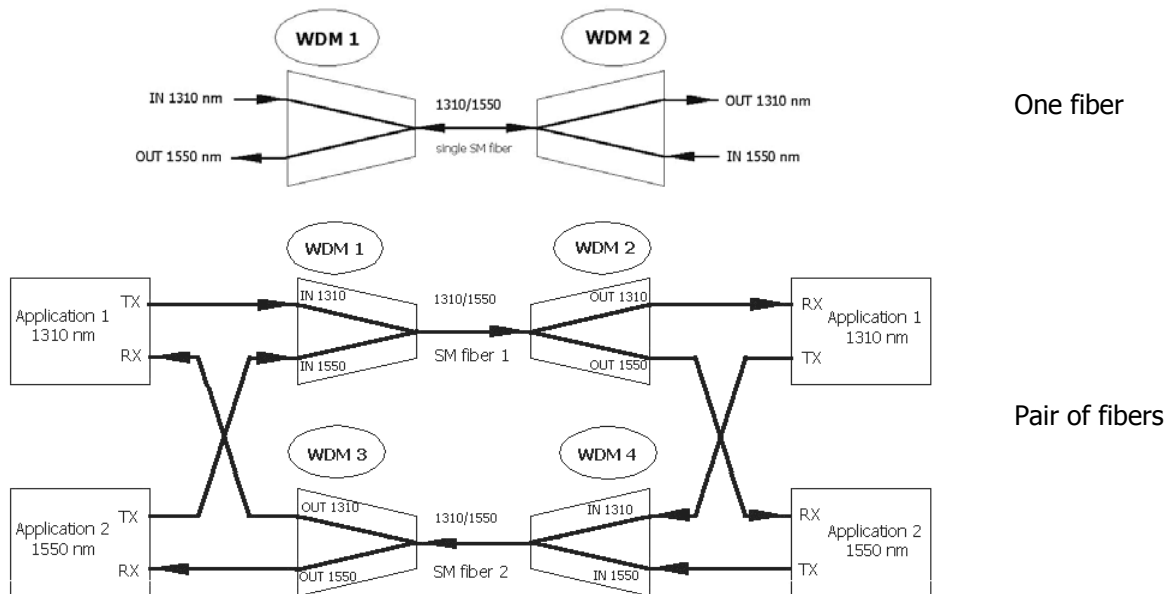 WDM 1
WDM 2
IN 1310 nm
1310/1550
OUT 1310 nm
One fiber
single SM fiber
OUT 1550 nm
IN 1550 nm
WDM 1
WDM 2
TX
IN 1310
1310/1550
OUT 1310
RX
Application 1
1310 nm
Application 1
1310 nm
RX
IN 1550
SM fiber 1
OUT 1550
TX
Pair of fibers
WDM 3
WDM 4
TX
OUT 1310
1310/1550
IN 1310
RX
Application 2
1550 nm
Application 2
1550 nm
RX
OUT 1550
SM fiber 2
IN 1550
TX